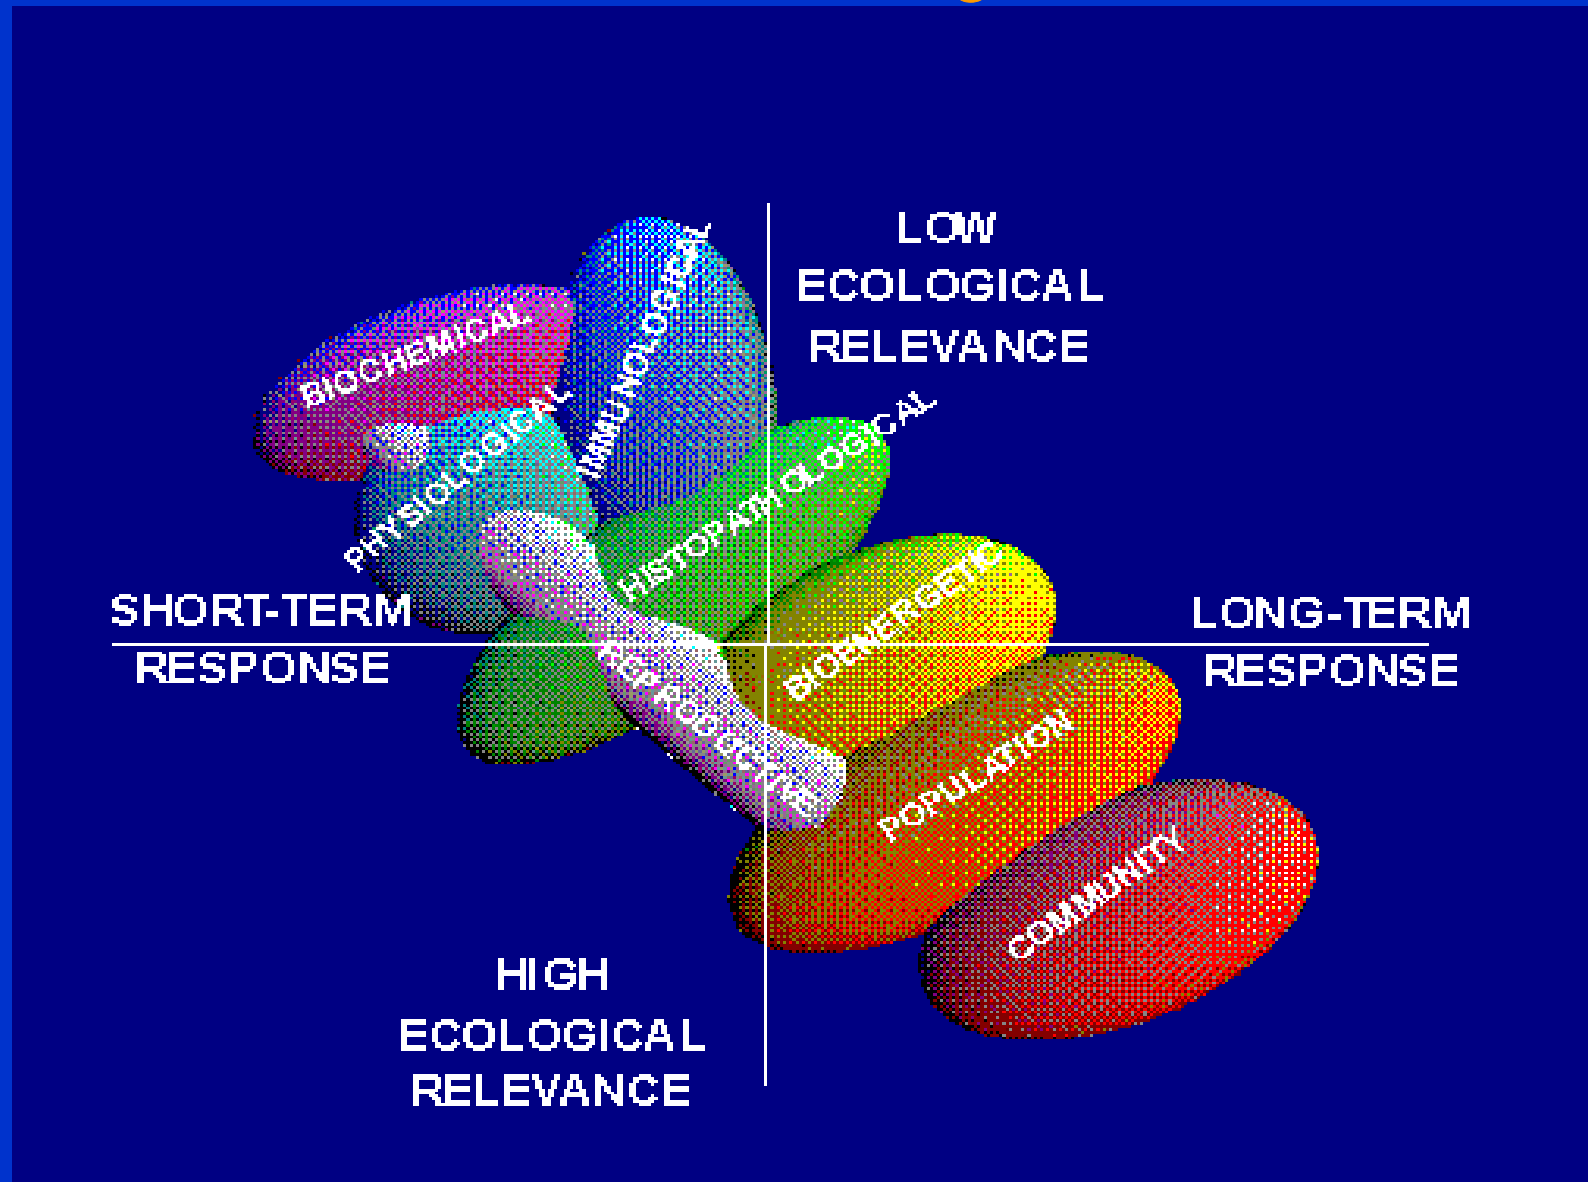 LOW
ECOLOGICAL
RELEVANCE
IMMUNOLOGICAL
BIOCHEMICAL
PHYSIOLOGICAL
HISTOPATHOLOGICAL
BIOENERGETIC
SHORT-TERM
RESPONSE
LONG-TERM
RESPONSE
REPRODUCTIVE
POPULATION
COMMUNITY
HIGH
ECOLOGICAL
RELEVANCE